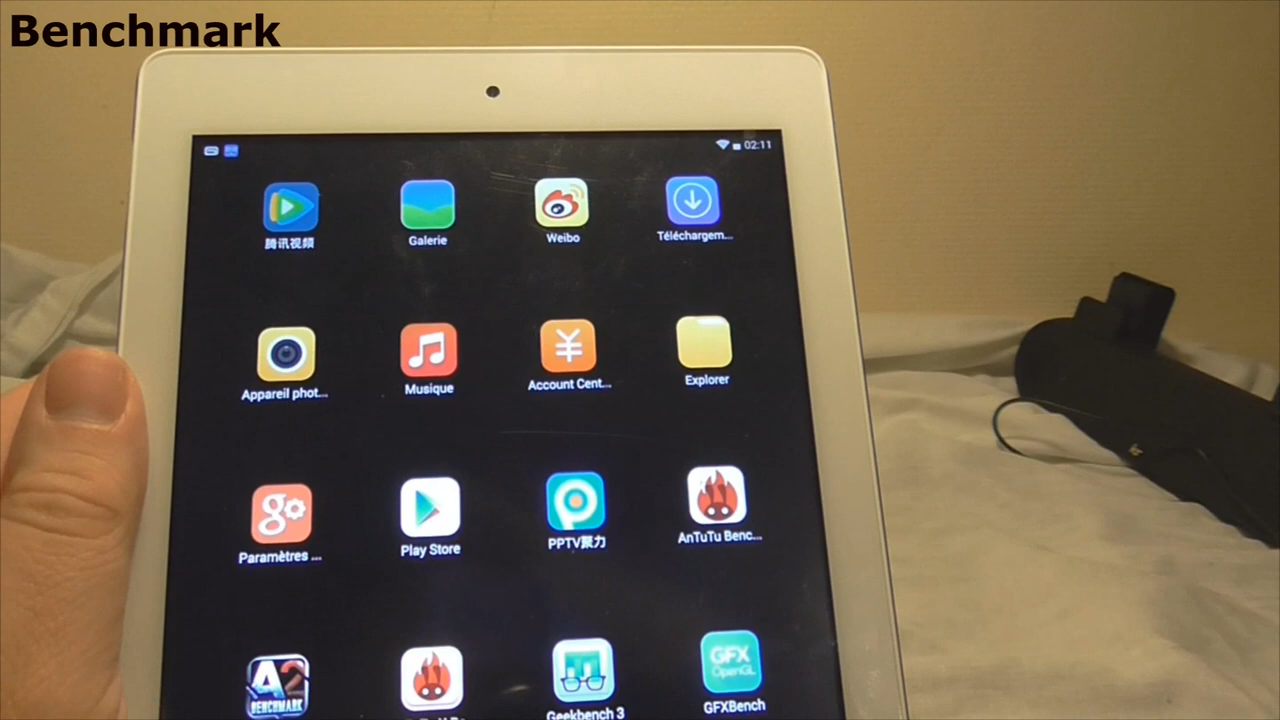 Benchmark
02:11
腾讯视频
Galerie
Weibo
Téléchargem...
Appareil phot...
Musique
Account Cent...
Explorer
Paramètres ...
Play Store
PPTV聚力
AnTuTu Benc...
A2
BENCHMARK
Geekbench 3
GFX
OpenGL
GFXBench